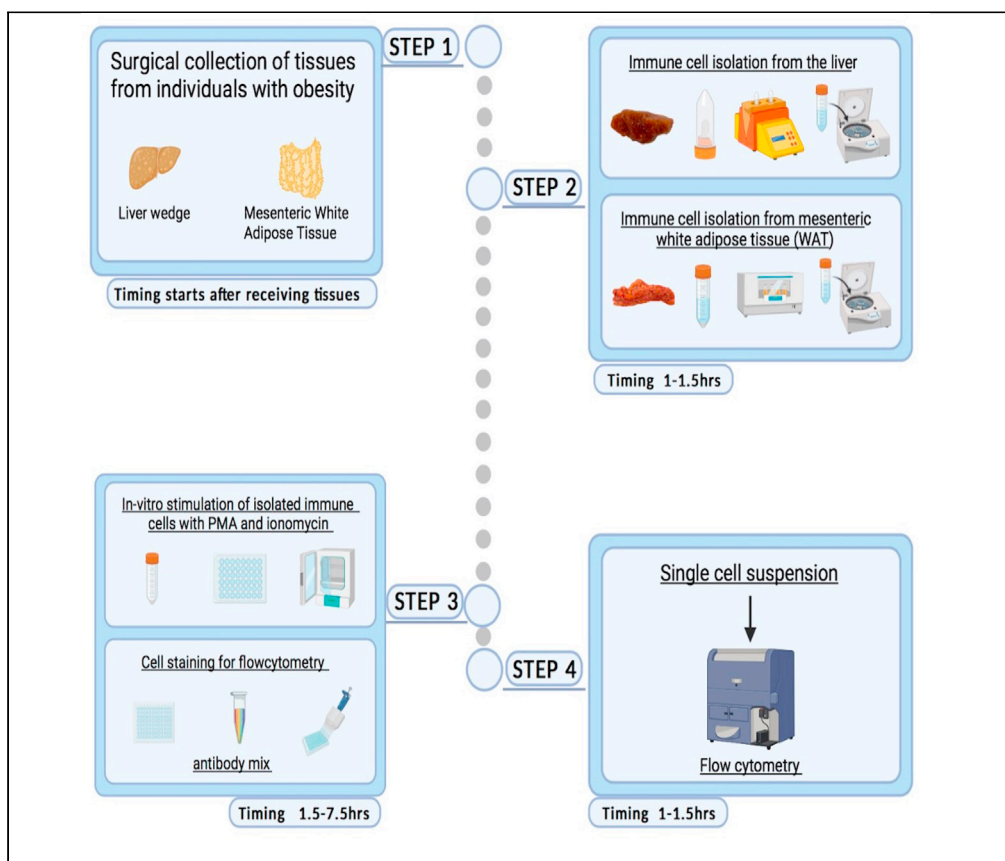 STEP 1
Surgical collection of tissues
from individuals with obesity
Liver wedge
Mesenteric White
Adipose Tissue
Timing starts after receiving tissues
STEP 2
Immune cell isolation from the liver
Immune cell isolation from mesenteric
white adipose tissue (WAT)
Timing 1-1.5hrs
STEP 3
In-vitro stimulation of isolated immune
cells with PMA and ionomycin
Cell staining for flowcytometry
antibody mix
Timing 1.5-7.5hrs
STEP 4
Single cell suspension
Flow cytometry
Timing 1-1.5hrs